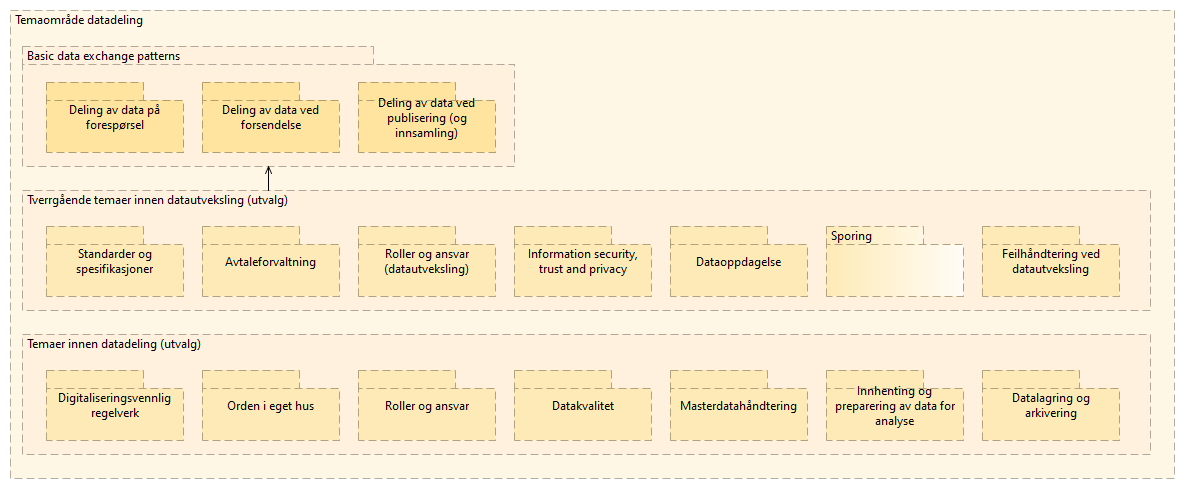 Temaområde datadeling
Basic data exchange patterns
Deling av data på
forespørsel
Deling av data ved
forsendelse
Deling av data ved
publisering (og
innsamling)
Tverrgående temaer innen datautveksling (utvalg)
Standarder og
spesifikasjoner
Avtaleforvaltning
Roller og ansvar
(datautveksling)
Information security,
trust and privacy
Dataoppdagelse
Sporing
Feilhåndtering ved
datautveksling
Temaer innen datadeling (utvalg)
Digitaliseringsvennlig
regelverk
Orden i eget hus
Roller og ansvar
Datakvalitet
Masterdatahåndtering
Innhenting og
preparering av data for
analyse
Datalagring og
arkivering